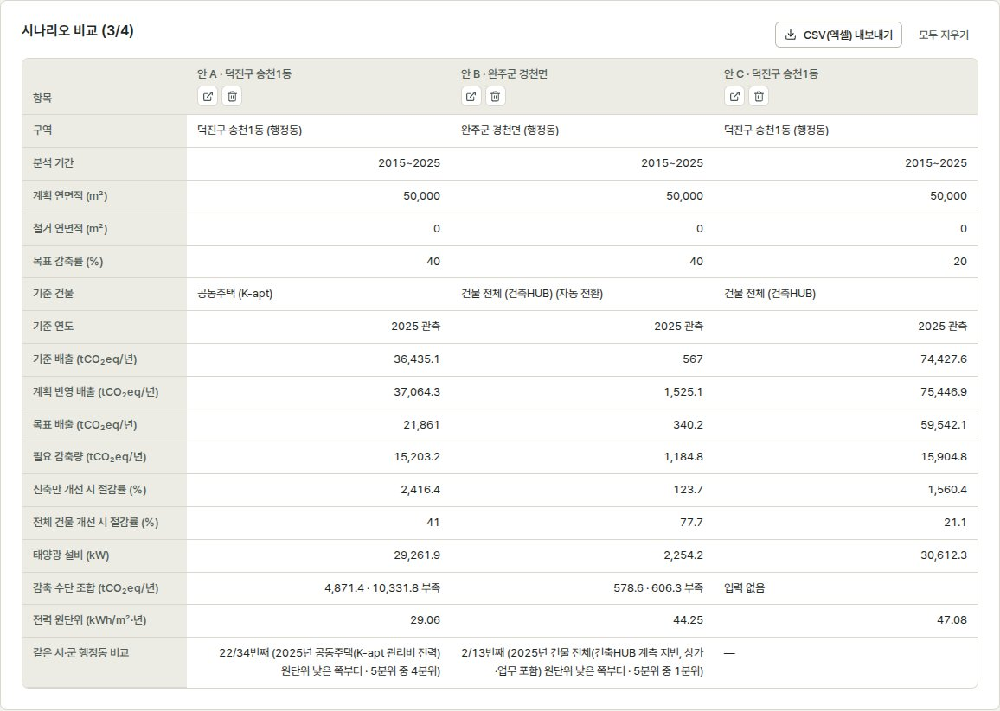 시나리오 비교 (3/4)
CSV(엑셀) 내보내기 모두 지우기
항목 안 A · 덕진구 송천1동 안 B · 완주군 경천면 안 C · 덕진구 송천1동
구역 덕진구 송천1동 (행정동) 완주군 경천면 (행정동) 덕진구 송천1동 (행정동)
분석 기간 2015~2025 2015~2025 2015~2025
계획 연면적 (m²) 50,000 50,000 50,000
철거 연면적 (m²) 0 0 0
목표 감축률 (%) 40 40 20
기준 건물 공동주택 (K-apt) 건물 전체 (건축HUB) (자동 전환) 건물 전체 (건축HUB)
기준 연도 2025 관측 2025 관측 2025 관측
기준 배출 (tCO₂eq/년) 36,435.1 567 74,427.6
계획 반영 배출 (tCO₂eq/년) 37,064.3 1,525.1 75,446.9
목표 배출 (tCO₂eq/년) 21,861 340.2 59,542.1
필요 감축량 (tCO₂eq/년) 15,203.2 1,184.8 15,904.8
신축만 개선 시 절감률 (%) 2,416.4 123.7 1,560.4
전체 건물 개선 시 절감률 (%) 41 77.7 21.1
태양광 설비 (kW) 29,261.9 2,254.2 30,612.3
감축 수단 조합 (tCO₂eq/년) 4,871.4 · 10,331.8 부족 578.6 · 606.3 부족 입력 없음
전력 원단위 (kWh/m²·년) 29.06 44.25 47.08
같은 시·군 행정동 비교 22/34번째 (2025년 공동주택(K-apt 관리비 전력) 2/13번째 (2025년 건물 전체(건축HUB 계측 지번, 상가 —
원단위 낮은 쪽부터 · 5분위 중 4분위) ·업무 포함) 원단위 낮은 쪽부터 · 5분위 중 1분위)